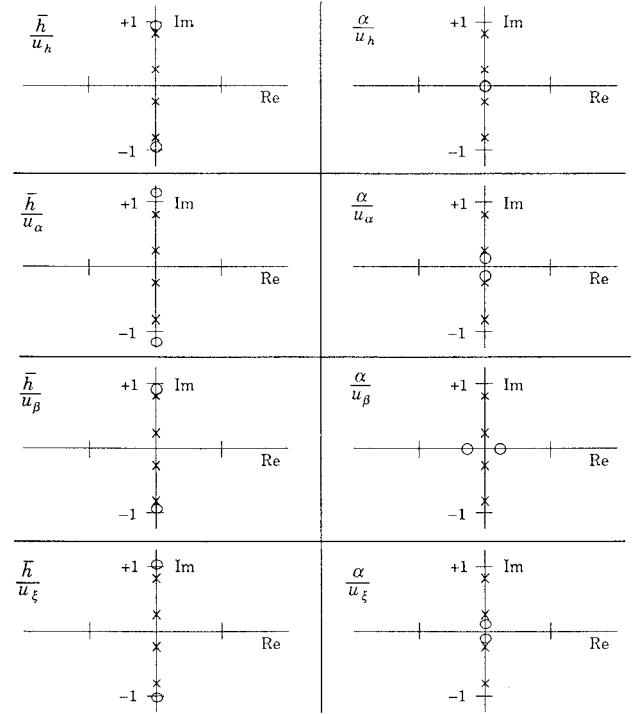 h̅/u_h +1 Im Re −1
α/u_h +1 Im Re −1
h̅/u_α +1 Im Re −1
α/u_α +1 Im Re −1
h̅/u_β +1 Im Re −1
α/u_β +1 Im Re −1
h̅/u_ξ +1 Im Re −1
α/u_ξ +1 Im Re −1